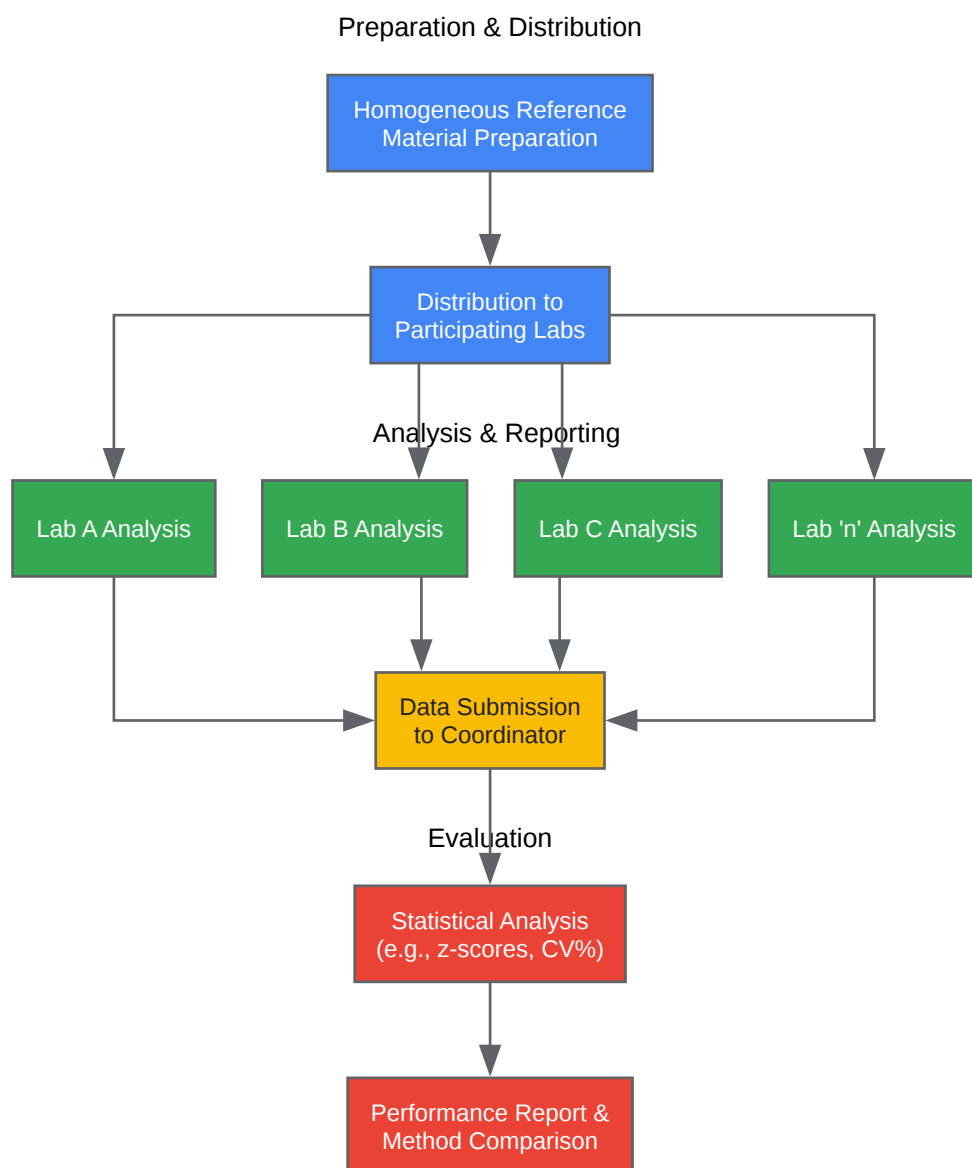 Preparation & Distribution
Homogeneous Reference
Material Preparation
Distribution to
Participating Labs
Analysis & Reporting
Lab A Analysis
Lab B Analysis
Lab C Analysis
Lab 'n' Analysis
Data Submission
to Coordinator
Evaluation
Statistical Analysis
(e.g., z-scores, CV%)
Performance Report &
Method Comparison